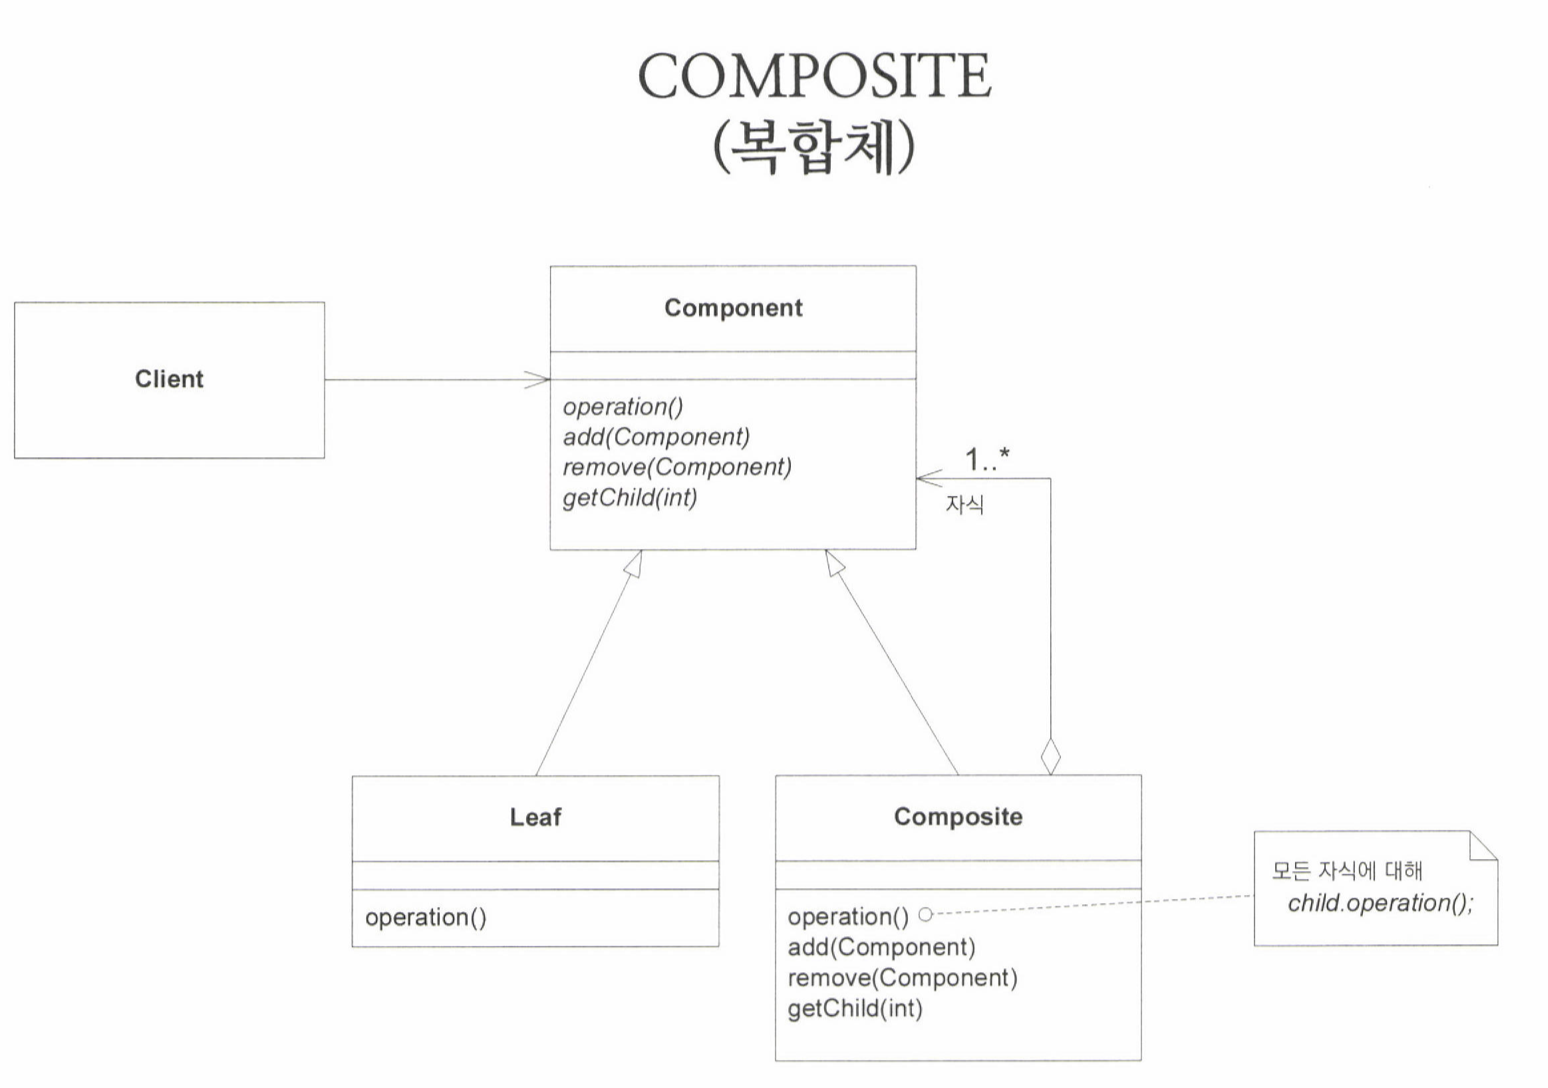 COMPOSITE
(복합체)
Client
Component
operation()
add(Component)
remove(Component)
getChild(int)
1..*
자식
Leaf
operation()
Composite
operation()
add(Component)
remove(Component)
getChild(int)
모든 자식에 대해
child.operation();